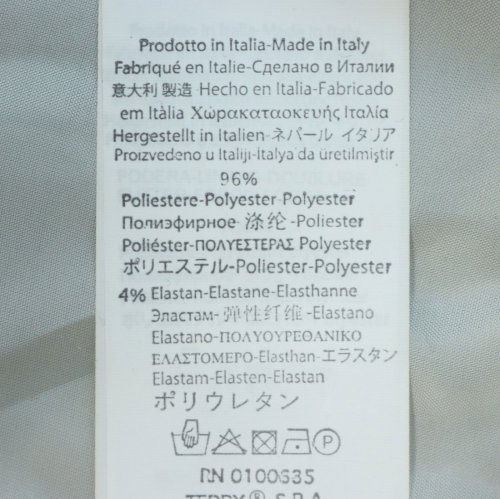 Prodotto in Italia-Made in Italy
Fabriqué en Italie-Сделано в Италии
意大利 製造 Hecho en Italia-Fabricado
em Itàlia Χώρακαταοκευής Ιταλία
Hergestellt in Italien-ネパール イタリア
Proizvedeno u Italiji-Italya da üretilmiştir
96%
Poliestere-Polyester-Polyester
Полиэфирное-涤纶-Poliester
Poliéster-ΠΟΛΥΕΣΤΕΡΑΣ Polyester
ポリエステル-Poliester-Polyester
4% Elastan-Elastane-Elasthanne
Эластам-弹性纤维-Elastano
Elastano-ΠΟΛΥΟΥΡΕΘΑΝΙΚΟ
ΕΛΑΣΤΟΜΕΡΟ-Elasthan-エラスタン
Elastam-Elasten-Elastan
ポリウレタン
P
RN 0100635